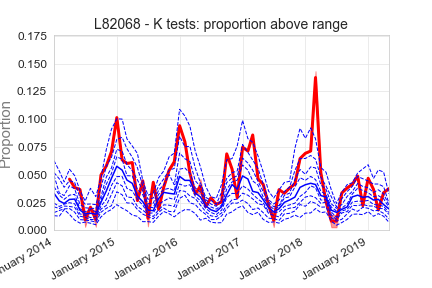 L82068 - K tests: proportion above range
Proportion
0.175
0.150
0.125
0.100
0.075
0.050
0.025
0.000
nuary 2014
January 2015
January 2016
January 2017
January 2018
January 2019